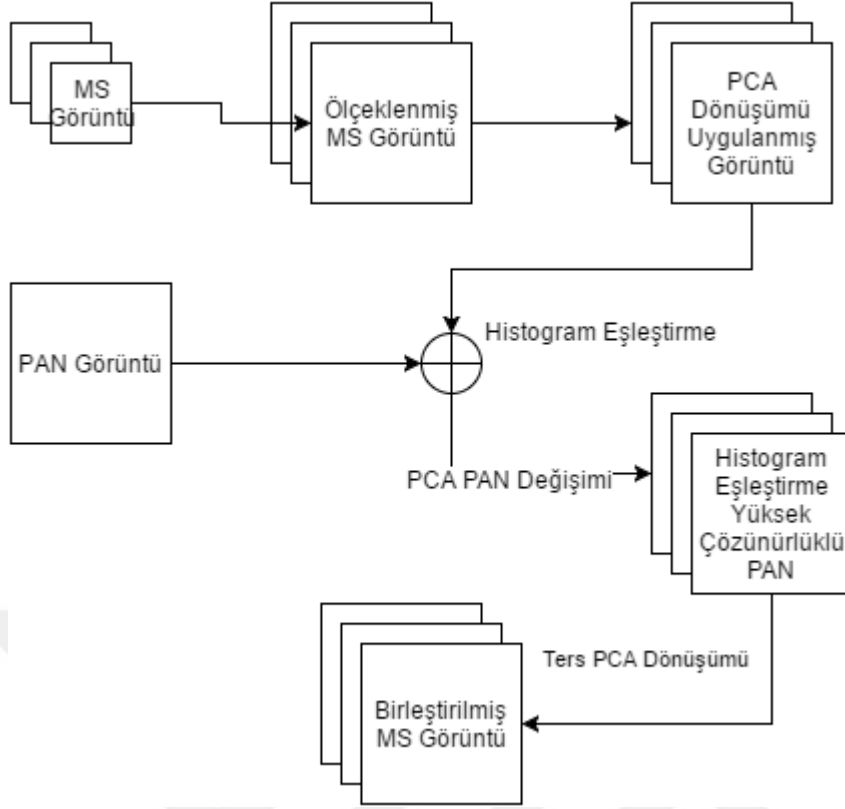 MS
Görüntü
Ölçeklenmiş
MS Görüntü
PCA
Dönüşümü
Uygulanmış
Görüntü
PAN Görüntü
Histogram Eşleştirme
PCA PAN Değişimi
Histogram
Eşleştirme
Yüksek
Çözünürlüklü
PAN
Ters PCA Dönüşümü
Birleştirilmiş
MS Görüntü